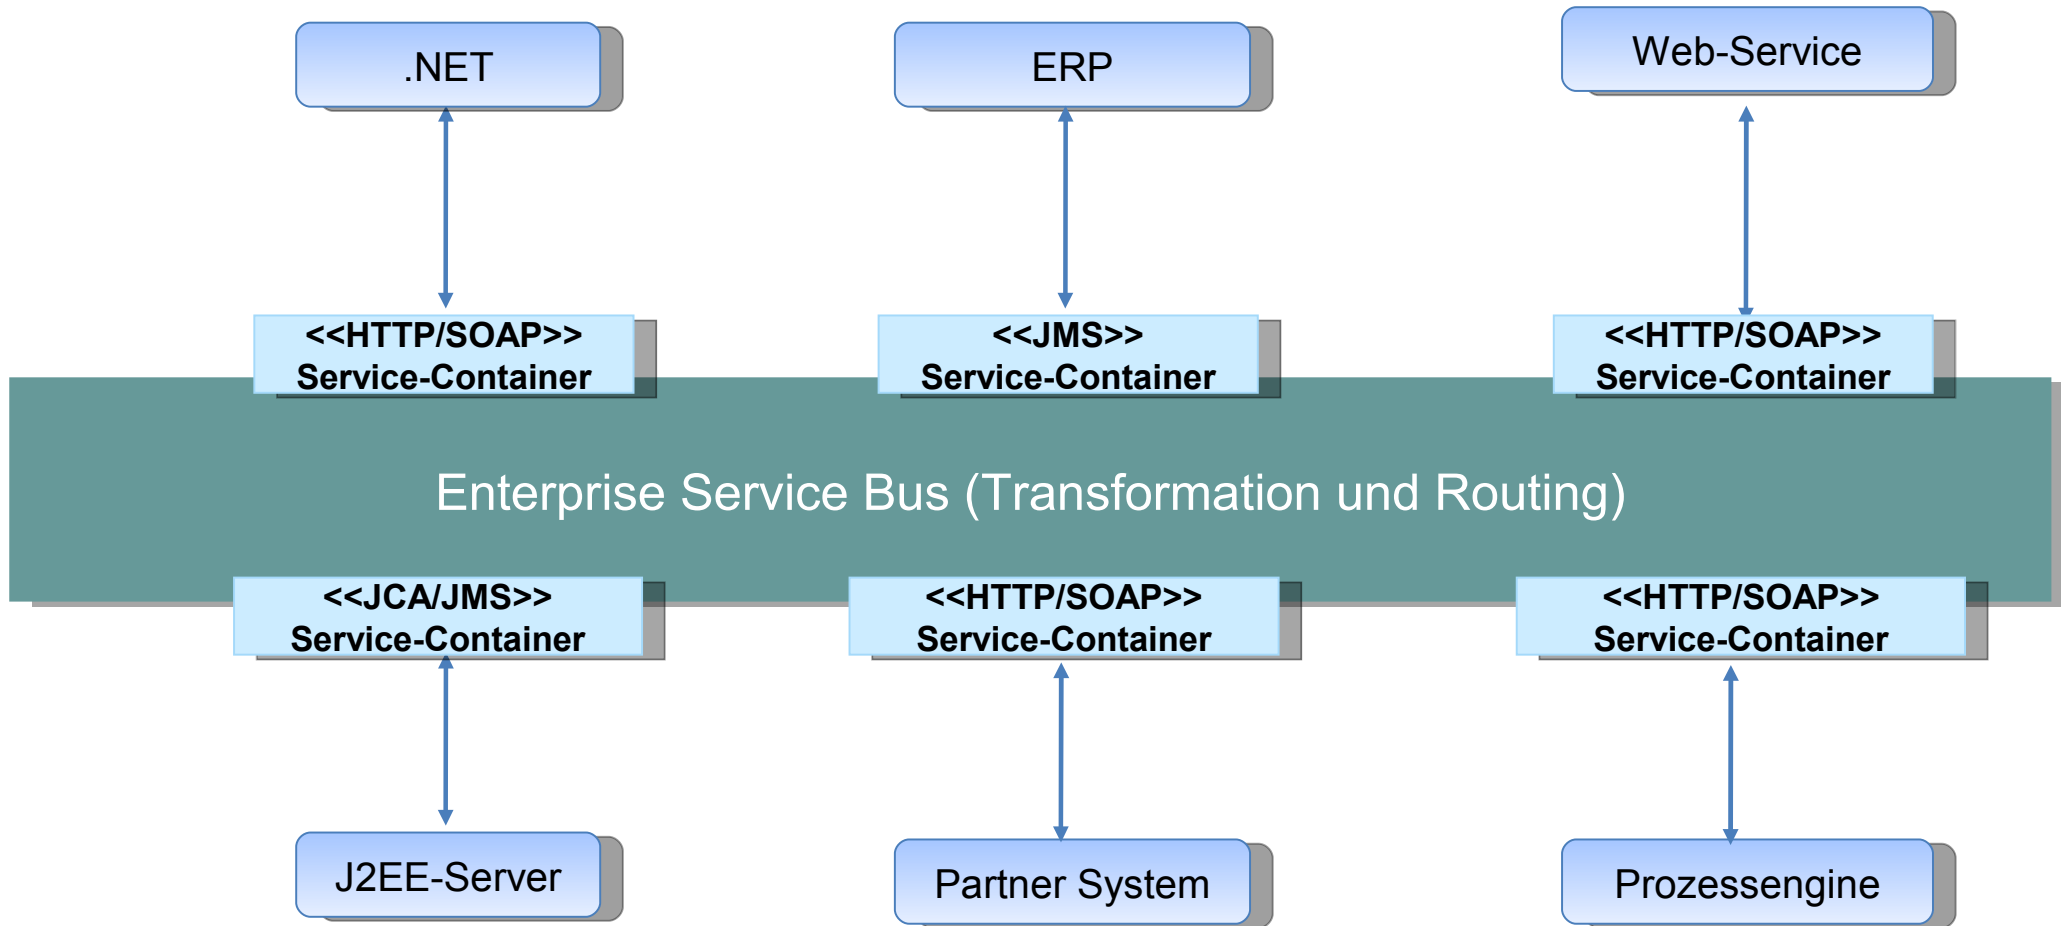 .NET
ERP
Web-Service
<<HTTP/SOAP>>
Service-Container
<<JMS>>
Service-Container
<<HTTP/SOAP>>
Service-Container
Enterprise Service Bus (Transformation und Routing)
<<JCA/JMS>>
Service-Container
<<HTTP/SOAP>>
Service-Container
<<HTTP/SOAP>>
Service-Container
J2EE-Server
Partner System
Prozessengine